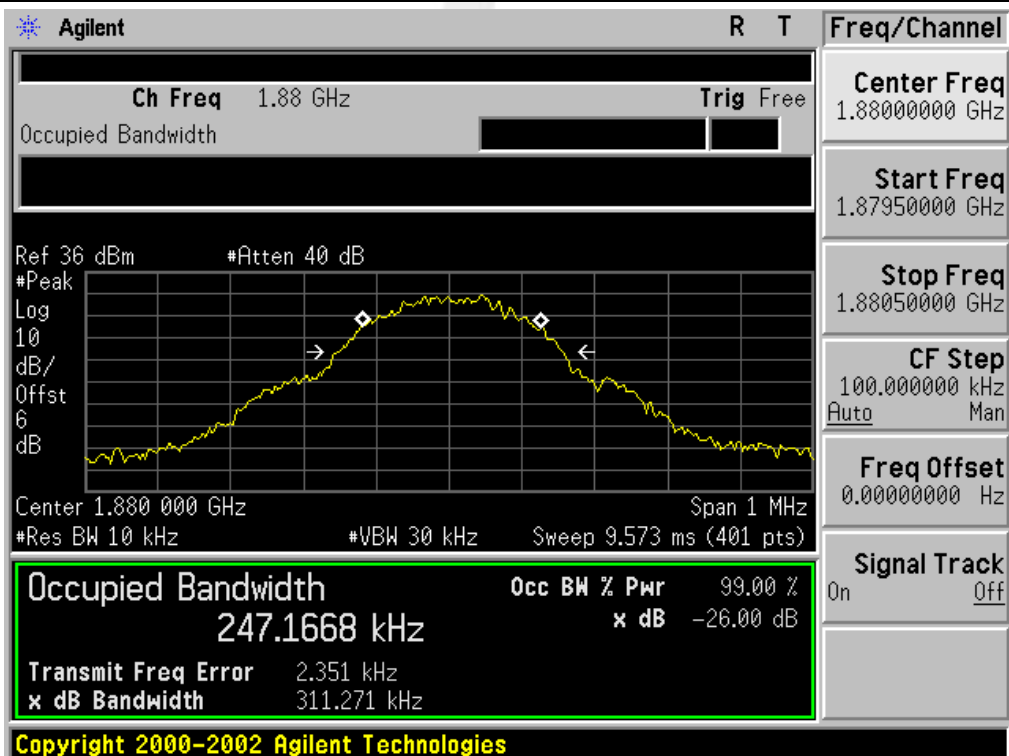 Agilent R T
Freq/Channel
Ch Freq 1.88 GHz Trig Free
Occupied Bandwidth
Center Freq
1.88000000 GHz
Start Freq
1.87950000 GHz
Stop Freq
1.88050000 GHz
CF Step
100.000000 kHz
Auto Man
Freq Offset
0.00000000 Hz
Signal Track
On Off
Ref 36 dBm #Atten 40 dB
#Peak
Log
10
dB/
Offst
6
dB
Center 1.880 000 GHz Span 1 MHz
#Res BW 10 kHz #VBW 30 kHz Sweep 9.573 ms (401 pts)
Occupied Bandwidth Occ BW % Pwr 99.00 %
247.1668 kHz x dB -26.00 dB
Transmit Freq Error 2.351 kHz
x dB Bandwidth 311.271 kHz
Copyright 2000-2002 Agilent Technologies